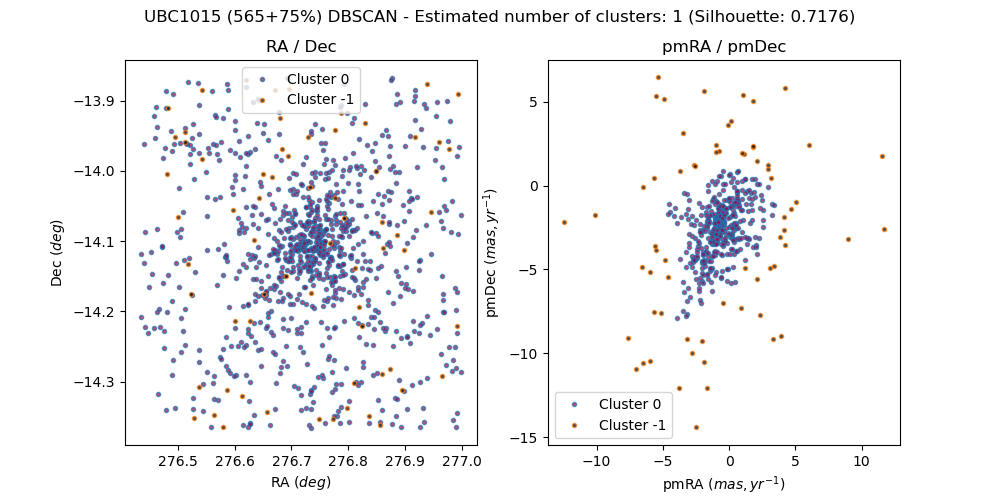 UBC1015 (565+75%) DBSCAN - Estimated number of clusters: 1 (Silhouette: 0.7176)
RA / Dec
Cluster 0
Cluster -1
−13.9
−14.0
−14.1
−14.2
−14.3
Dec (deg)
276.5 276.6 276.7 276.8 276.9 277.0
RA (deg)
pmRA / pmDec
5
0
−5
−10
−15
pmDec (mas, yr⁻¹)
Cluster 0
Cluster -1
−10 −5 0 5 10
pmRA (mas, yr⁻¹)